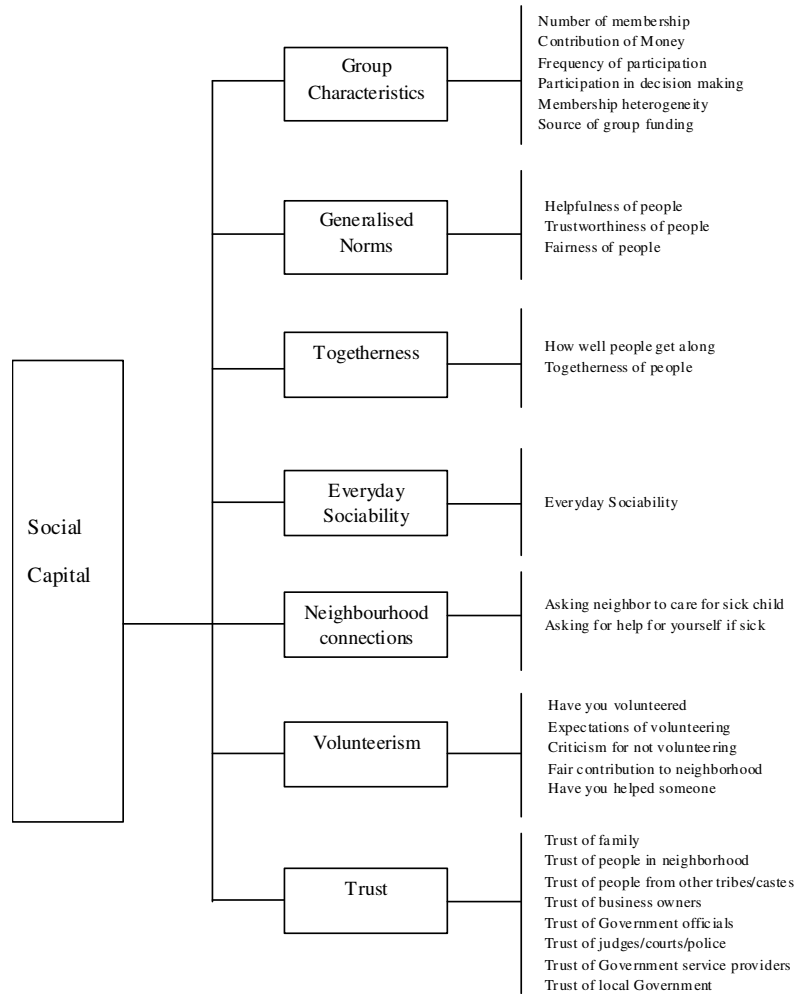 Social
Capital
Group
Characteristics
Number of membership
Contribution of Money
Frequency of participation
Participation in decision making
Membership heterogeneity
Source of group funding
Generalised
Norms
Helpfulness of people
Trustworthiness of people
Fairness of people
Togetherness
How well people get along
Togetherness of people
Everyday
Sociability
Everyday Sociability
Neighbourhood
connections
Asking neighbor to care for sick child
Asking for help for yourself if sick
Volunteerism
Have you volunteered
Expectations of volunteering
Criticism for not volunteering
Fair contribution to neighborhood
Have you helped someone
Trust
Trust of family
Trust of people in neighborhood
Trust of people from other tribes/castes
Trust of business owners
Trust of Government officials
Trust of judges/courts/police
Trust of Government service providers
Trust of local Government